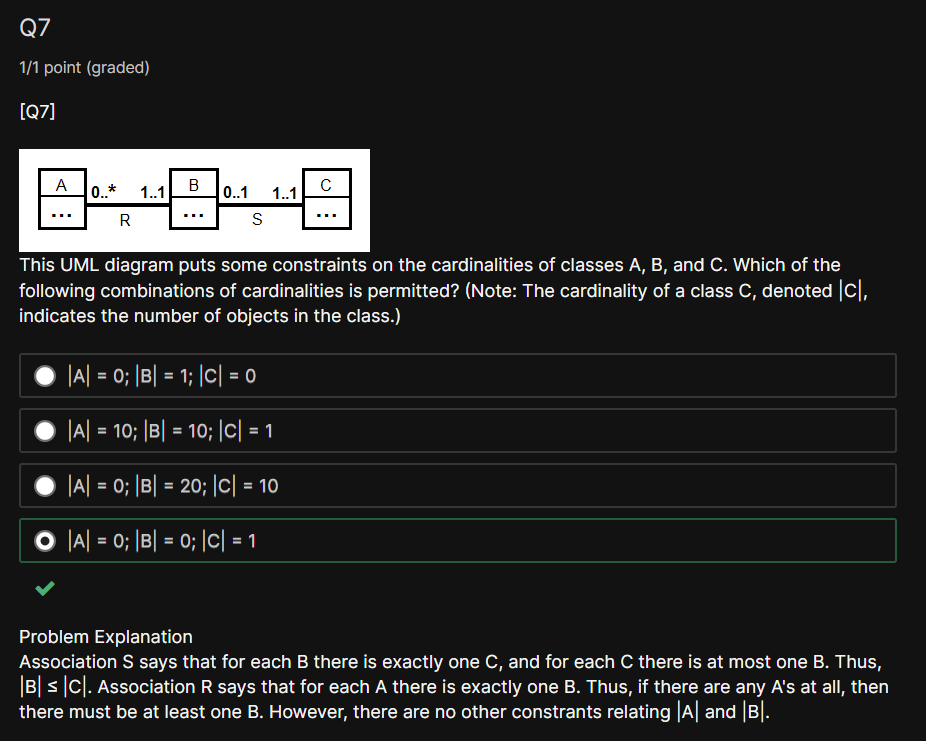 Q7
1/1 point (graded)
[Q7]
A 0..* 1..1 B 0..1 1..1 C
... R ... S ...
This UML diagram puts some constraints on the cardinalities of classes A, B, and C. Which of the
following combinations of cardinalities is permitted? (Note: The cardinality of a class C, denoted |C|,
indicates the number of objects in the class.)
|A| = 0; |B| = 1; |C| = 0
|A| = 10; |B| = 10; |C| = 1
|A| = 0; |B| = 20; |C| = 10
|A| = 0; |B| = 0; |C| = 1
Problem Explanation
Association S says that for each B there is exactly one C, and for each C there is at most one B. Thus,
|B| ≤ |C|. Association R says that for each A there is exactly one B. Thus, if there are any A's at all, then
there must be at least one B. However, there are no other constrants relating |A| and |B|.